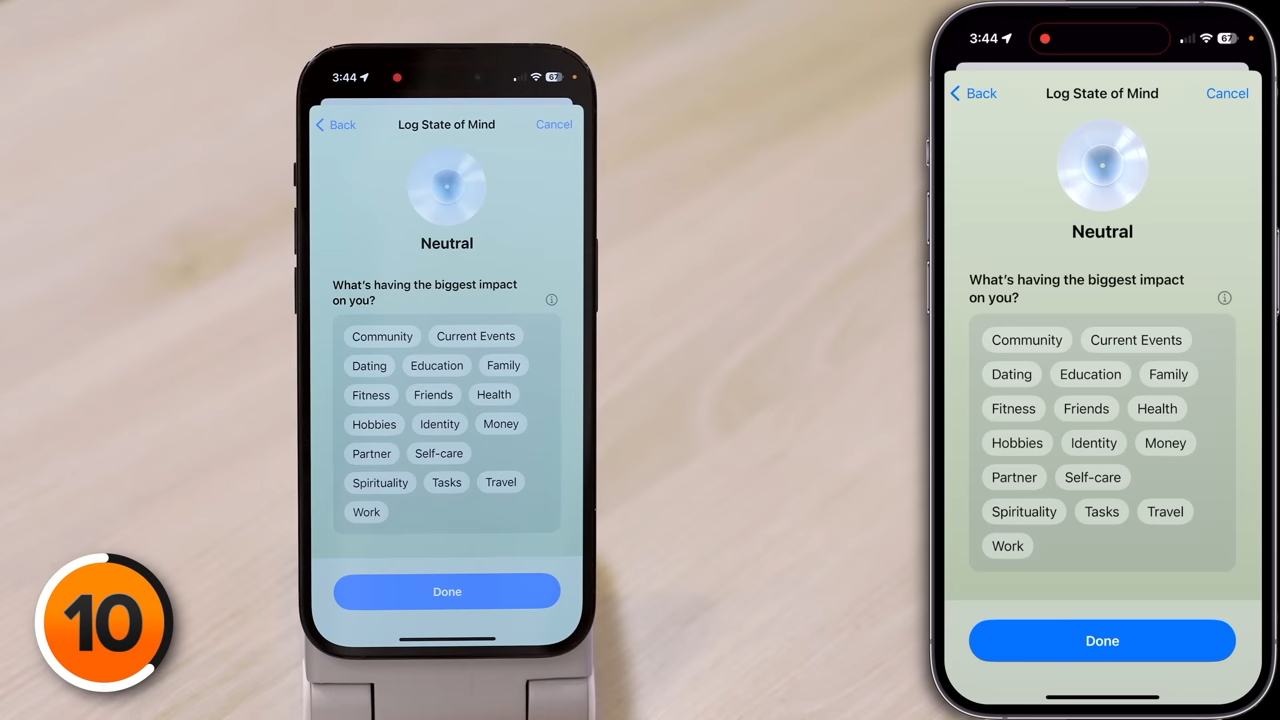 3:44
67
Back
Log State of Mind
Cancel
Neutral
What's having the biggest impact
on you?
Community Current Events
Dating Education Family
Fitness Friends Health
Hobbies Identity Money
Partner Self-care
Spirituality Tasks Travel
Work
Done
10
3:44
67
Back
Log State of Mind
Cancel
Neutral
What's having the biggest impact
on you?
Community Current Events
Dating Education Family
Fitness Friends Health
Hobbies Identity Money
Partner Self-care
Spirituality Tasks Travel
Work
Done